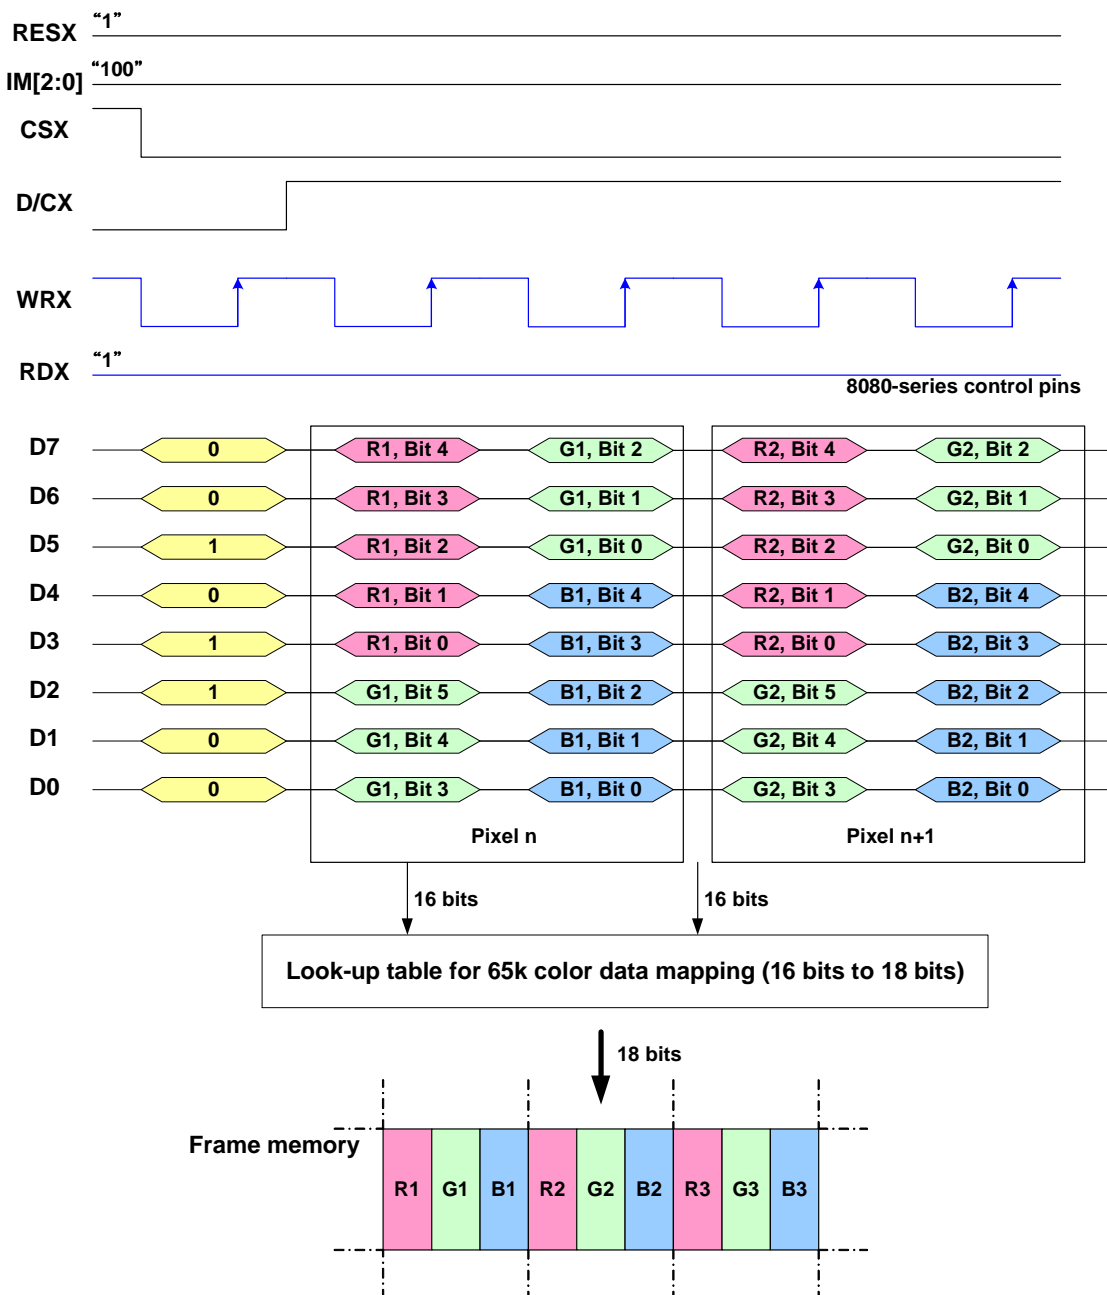 RESX "1"
IM[2:0] "100"
CSX
D/CX
WRX
RDX "1"
8080-series control pins
D7 0 R1, Bit 4 G1, Bit 2 R2, Bit 4 G2, Bit 2
D6 0 R1, Bit 3 G1, Bit 1 R2, Bit 3 G2, Bit 1
D5 1 R1, Bit 2 G1, Bit 0 R2, Bit 2 G2, Bit 0
D4 0 R1, Bit 1 B1, Bit 4 R2, Bit 1 B2, Bit 4
D3 1 R1, Bit 0 B1, Bit 3 R2, Bit 0 B2, Bit 3
D2 1 G1, Bit 5 B1, Bit 2 G2, Bit 5 B2, Bit 2
D1 0 G1, Bit 4 B1, Bit 1 G2, Bit 4 B2, Bit 1
D0 0 G1, Bit 3 B1, Bit 0 G2, Bit 3 B2, Bit 0
Pixel n Pixel n+1
16 bits 16 bits
Look-up table for 65k color data mapping (16 bits to 18 bits)
18 bits
Frame memory
R1 G1 B1 R2 G2 B2 R3 G3 B3